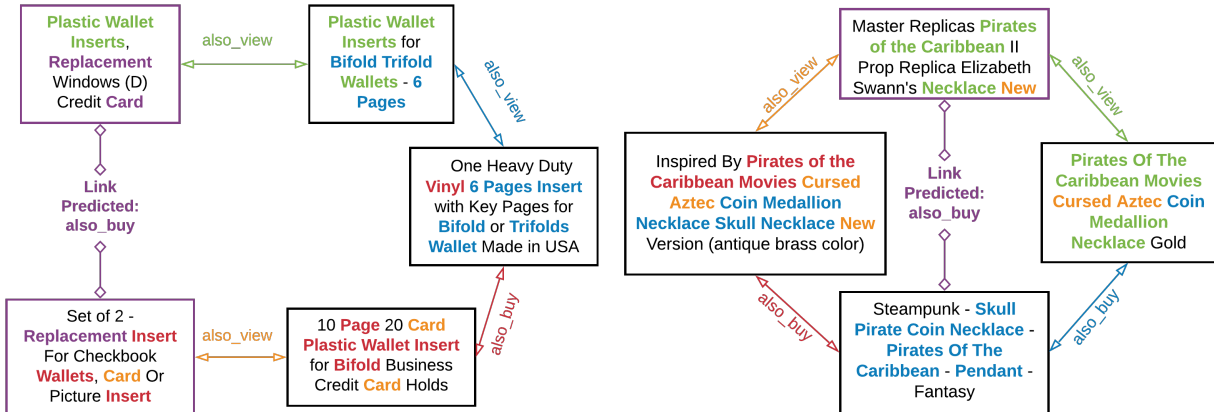 Plastic Wallet
Inserts,
Replacement
Windows (D)
Credit Card
also_view
Plastic Wallet
Inserts for
Bifold Trifold
Wallets - 6
Pages
also_view
One Heavy Duty
Vinyl 6 Pages Insert
with Key Pages for
Bifold or Trifolds
Wallet Made in USA
also_buy
10 Page 20 Card
Plastic Wallet Insert
for Bifold Business
Credit Card Holds
also_view
Set of 2 -
Replacement Insert
For Checkbook
Wallets, Card Or
Picture Insert
Link
Predicted:
also_buy
Master Replicas Pirates
of the Caribbean II
Prop Replica Elizabeth
Swann's Necklace New
also_view
also_view
Inspired By Pirates of the
Caribbean Movies Cursed
Aztec Coin Medallion
Necklace Skull Necklace New
Version (antique brass color)
Link
Predicted:
also_buy
Pirates Of The
Caribbean Movies
Cursed Aztec Coin
Medallion
Necklace Gold
also_buy
also_buy
Steampunk - Skull
Pirate Coin Necklace -
Pirates Of The
Caribbean - Pendant -
Fantasy